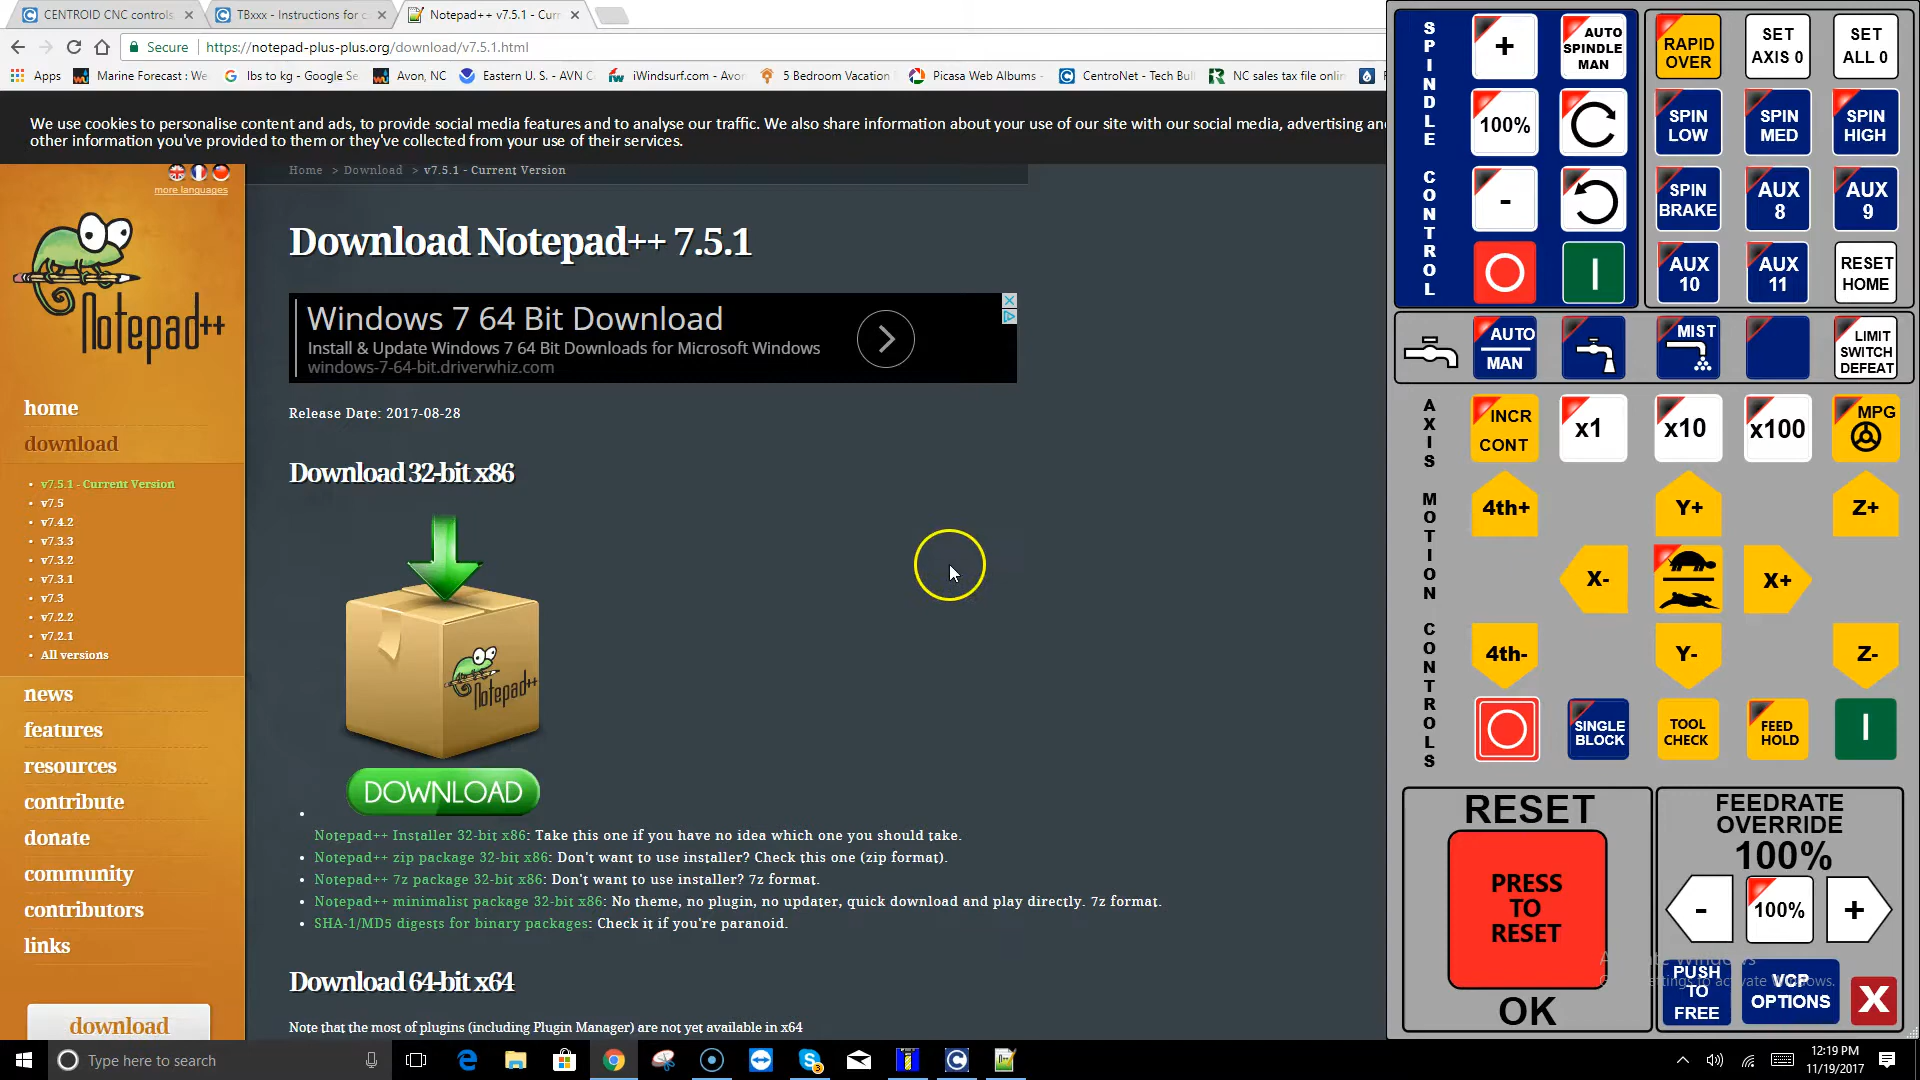 CENTROID CNC controls
TBxxx - Instructions for c
Notepad++ v7.5.1 - Curr
Secure https://notepad-plus-plus.org/download/v7.5.1.html
Apps Marine Forecast : We lbs to kg - Google Se Avon, NC Eastern U. S. - AVN C iWindsurf.com - Avon 5 Bedroom Vacation Picasa Web Albums - CentroNet - Tech Bull NC sales tax file onlin
We use cookies to personalise content and ads, to provide social media features and to analyse our traffic. We also share information about your use of our site with our social media, advertising an
other information you've provided to them or they've collected from your use of their services.
more languages
Notepad++
home
download
v7.5.1 - Current Version
v7.5
v7.4.2
v7.3.3
v7.3.2
v7.3.1
v7.3
v7.2.2
v7.2.1
All versions
news
features
resources
contribute
donate
community
contributors
links
download
Home > Download > v7.5.1 - Current Version
Download Notepad++ 7.5.1
Windows 7 64 Bit Download
Install & Update Windows 7 64 Bit Downloads for Microsoft Windows
windows-7-64-bit.driverwhiz.com
Release Date: 2017-08-28
Download 32-bit x86
Notepad++
DOWNLOAD
Notepad++ Installer 32-bit x86: Take this one if you have no idea which one you should take.
Notepad++ zip package 32-bit x86: Don't want to use installer? Check this one (zip format).
Notepad++ 7z package 32-bit x86: Don't want to use installer? 7z format.
Notepad++ minimalist package 32-bit x86: No theme, no plugin, no updater, quick download and play directly. 7z format.
SHA-1/MD5 digests for binary packages: Check it if you're paranoid.
Download 64-bit x64
Note that the most of plugins (including Plugin Manager) are not yet available in x64
SPINDLE CONTROL
+
AUTO
SPINDLE
MAN
100%
-
RAPID
OVER
SET
AXIS 0
SET
ALL 0
SPIN
LOW
SPIN
MED
SPIN
HIGH
SPIN
BRAKE
AUX
8
AUX
9
AUX
10
AUX
11
RESET
HOME
AUTO
MAN
MIST
LIMIT
SWITCH
DEFEAT
AXIS MOTION CONTROLS
INCR
CONT
x1
x10
x100
MPG
4th+
Y+
Z+
X-
X+
4th-
Y-
Z-
SINGLE
BLOCK
TOOL
CHECK
FEED
HOLD
RESET
PRESS
TO
RESET
OK
FEEDRATE
OVERRIDE
100%
-
100%
+
PUSH
TO
FREE
VCP
OPTIONS
X
Type here to search
12:19 PM
11/19/2017